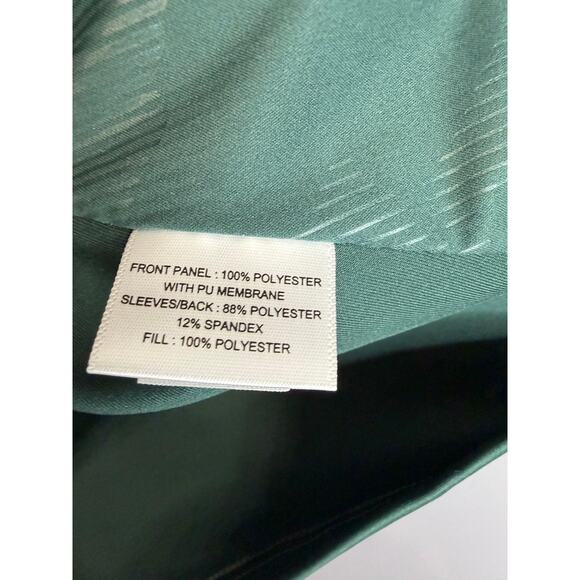 FRONT PANEL : 100% POLYESTER
WITH PU MEMBRANE
SLEEVES/BACK : 88% POLYESTER
12% SPANDEX
FILL : 100% POLYESTER